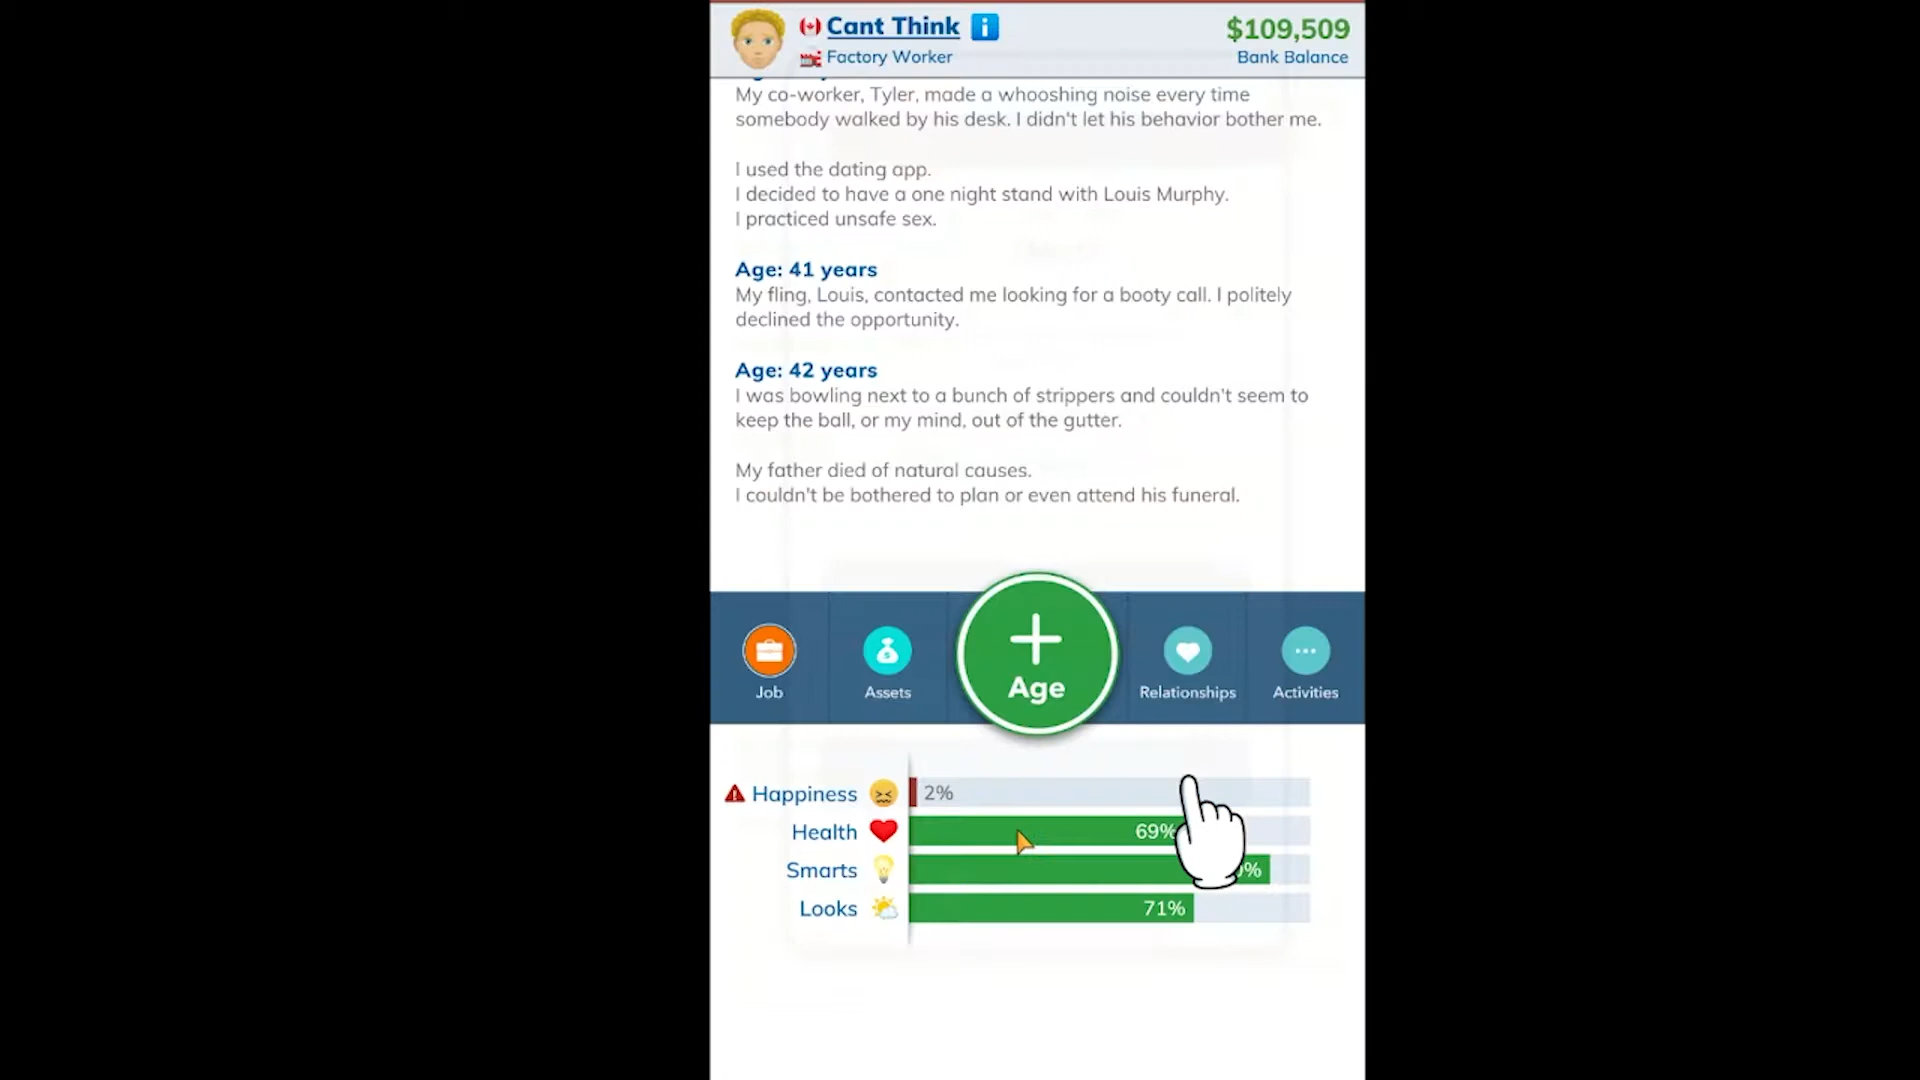 Cant Think
$109,509
Factory Worker
Bank Balance
My co-worker, Tyler, made a whooshing noise every time
somebody walked by his desk. I didn't let his behavior bother me.
I used the dating app.
I decided to have a one night stand with Louis Murphy.
I practiced unsafe sex.
Age: 41 years
My fling, Louis, contacted me looking for a booty call. I politely
declined the opportunity.
Age: 42 years
I was bowling next to a bunch of strippers and couldn't seem to
keep the ball, or my mind, out of the gutter.
My father died of natural causes.
I couldn't be bothered to plan or even attend his funeral.
Job
Assets
Age
Relationships
Activities
Happiness 2%
Health 69%
Smarts
Looks 71%